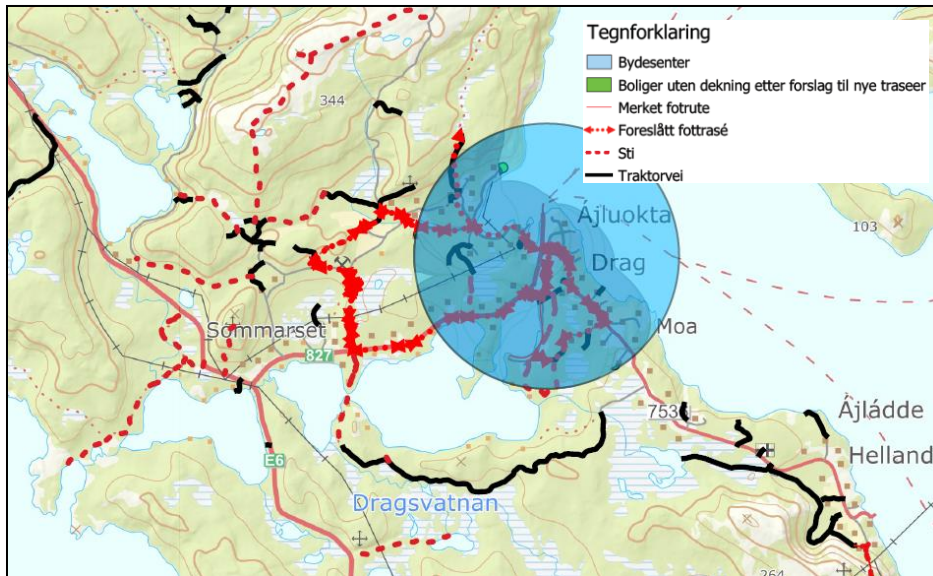 Tegnforklaring
Bydesenter
Boliger uten dekning etter forslag til nye traseer
Merket fotrute
Foreslått fottrasé
Sti
Traktorvei
344
Ájluokta
103
Drag
Sommarset
827
Moa
753
Ájládde
Helland
E6
Dragsvatnan
264